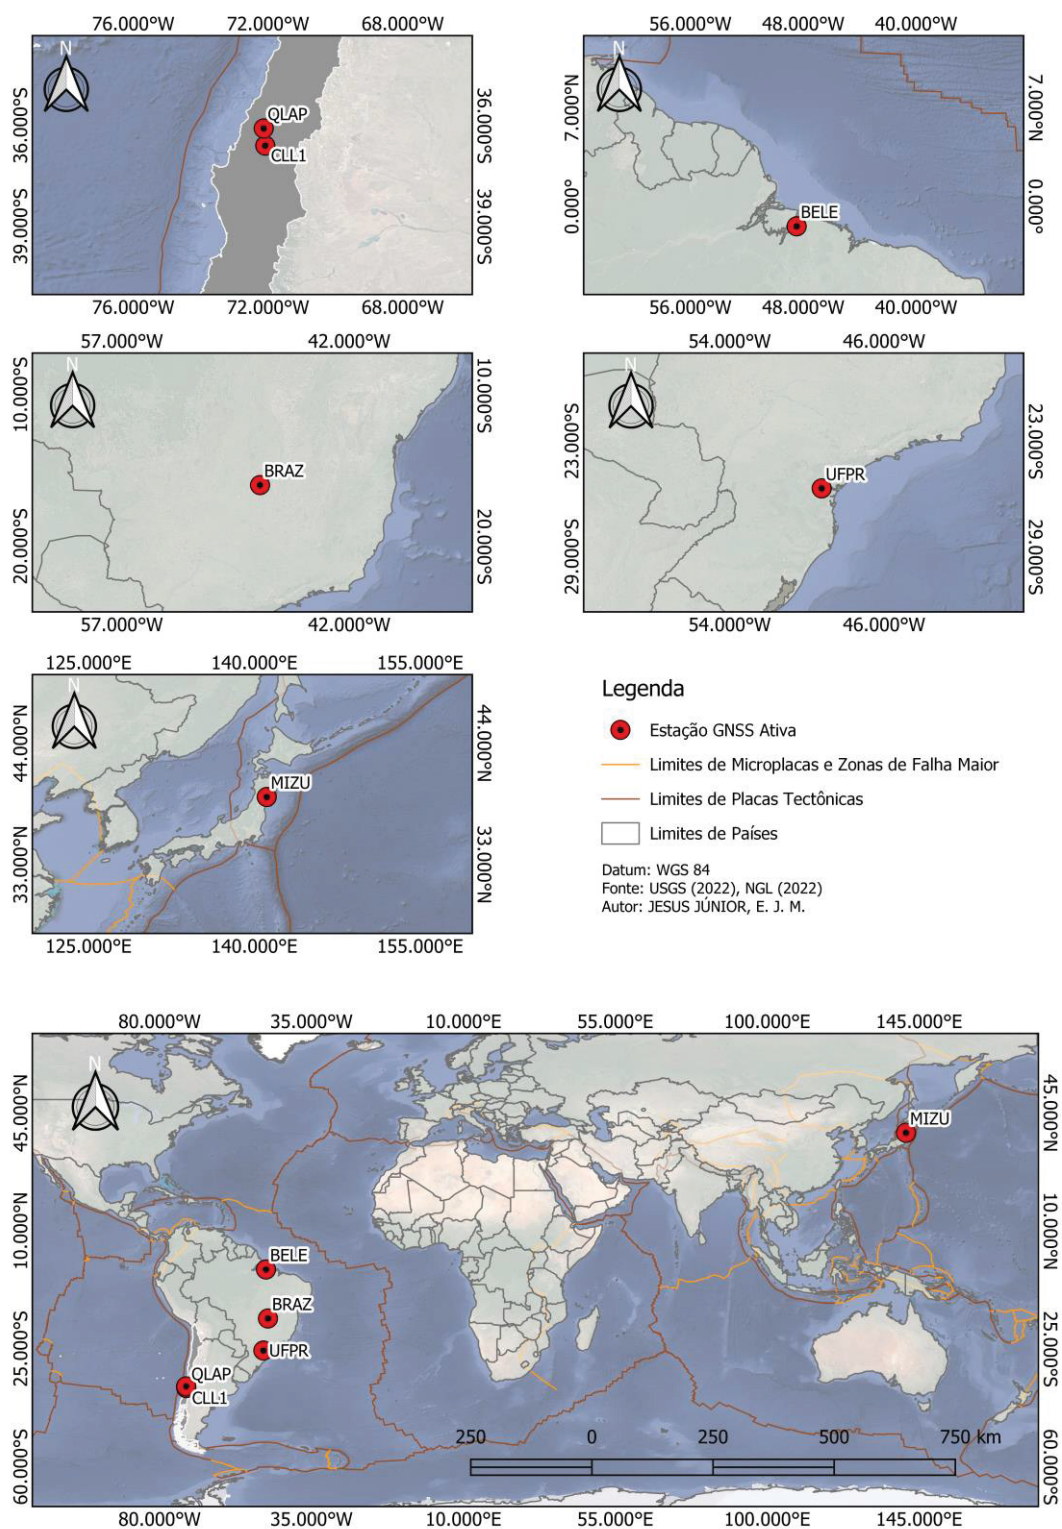 76.000°W 72.000°W 68.000°W
N
36.000°S
39.000°S
QLAP
CLL1
36.000°S
39.000°S
76.000°W 72.000°W 68.000°W
56.000°W 48.000°W 40.000°W
N
7.000°N
0.000°
BELE
7.000°N
0.000°
56.000°W 48.000°W 40.000°W
57.000°W 42.000°W
N
10.000°S
20.000°S
BRAZ
10.000°S
20.000°S
57.000°W 42.000°W
54.000°W 46.000°W
N
23.000°S
29.000°S
UFPR
23.000°S
29.000°S
54.000°W 46.000°W
125.000°E 140.000°E 155.000°E
N
44.000°N
33.000°N
MIZU
44.000°N
33.000°N
125.000°E 140.000°E 155.000°E
Legenda
Estação GNSS Ativa
Limites de Microplacas e Zonas de Falha Maior
Limites de Placas Tectônicas
Limites de Países
Datum: WGS 84
Fonte: USGS (2022), NGL (2022)
Autor: JESUS JÚNIOR, E. J. M.
80.000°W 35.000°W 10.000°E 55.000°E 100.000°E 145.000°E
N
45.000°N
10.000°N
25.000°S
60.000°S
MIZU
BELE
BRAZ
UFPR
QLAP
CLL1
45.000°N
10.000°N
25.000°S
60.000°S
250 0 250 500 750 km
80.000°W 35.000°W 10.000°E 55.000°E 100.000°E 145.000°E